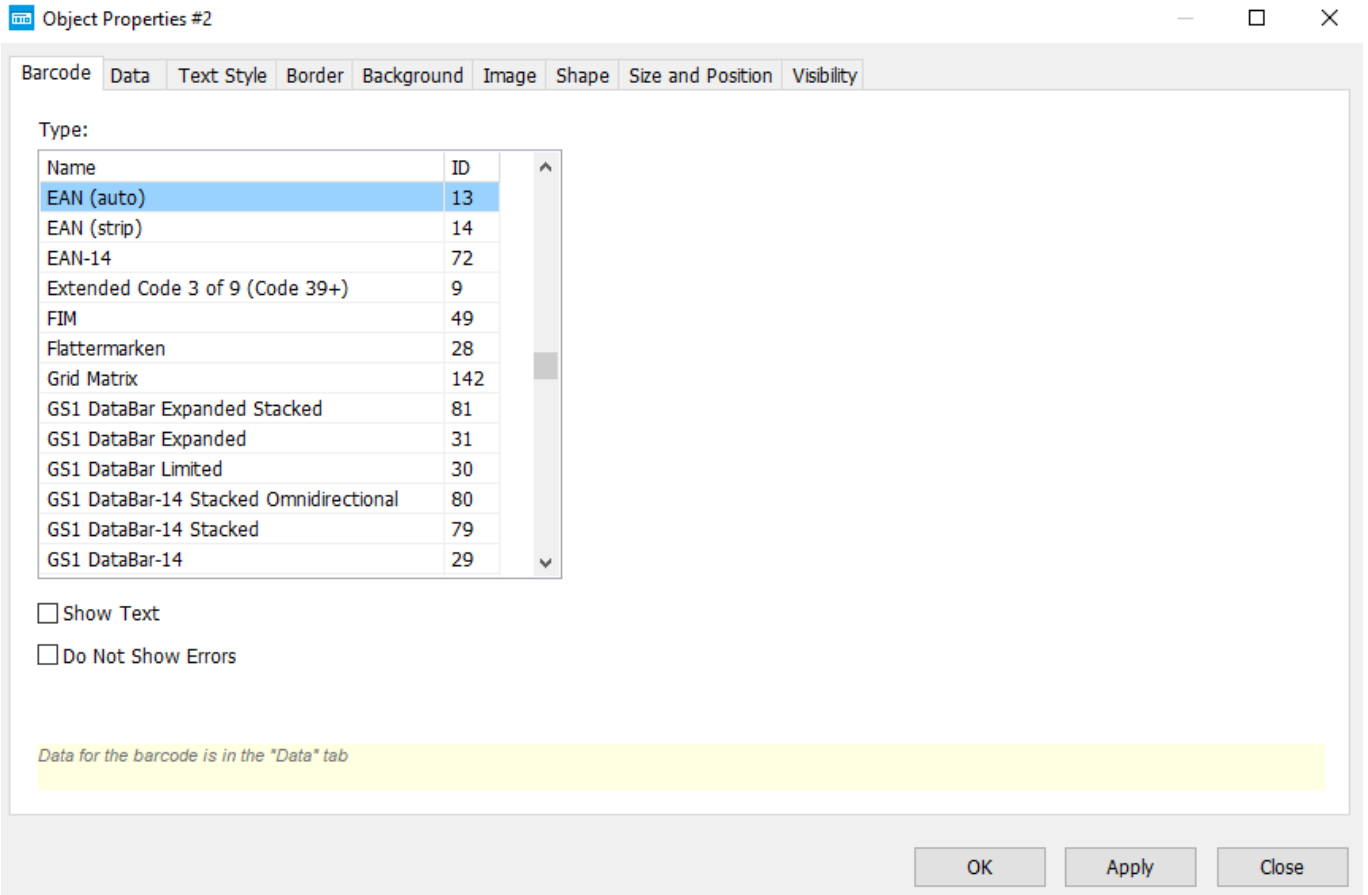 Object Properties #2
Barcode Data Text Style Border Background Image Shape Size and Position Visibility
Type:
Name ID
EAN (auto) 13
EAN (strip) 14
EAN-14 72
Extended Code 3 of 9 (Code 39+) 9
FIM 49
Flattermarken 28
Grid Matrix 142
GS1 DataBar Expanded Stacked 81
GS1 DataBar Expanded 31
GS1 DataBar Limited 30
GS1 DataBar-14 Stacked Omnidirectional 80
GS1 DataBar-14 Stacked 79
GS1 DataBar-14 29
Show Text
Do Not Show Errors
Data for the barcode is in the "Data" tab
OK Apply Close